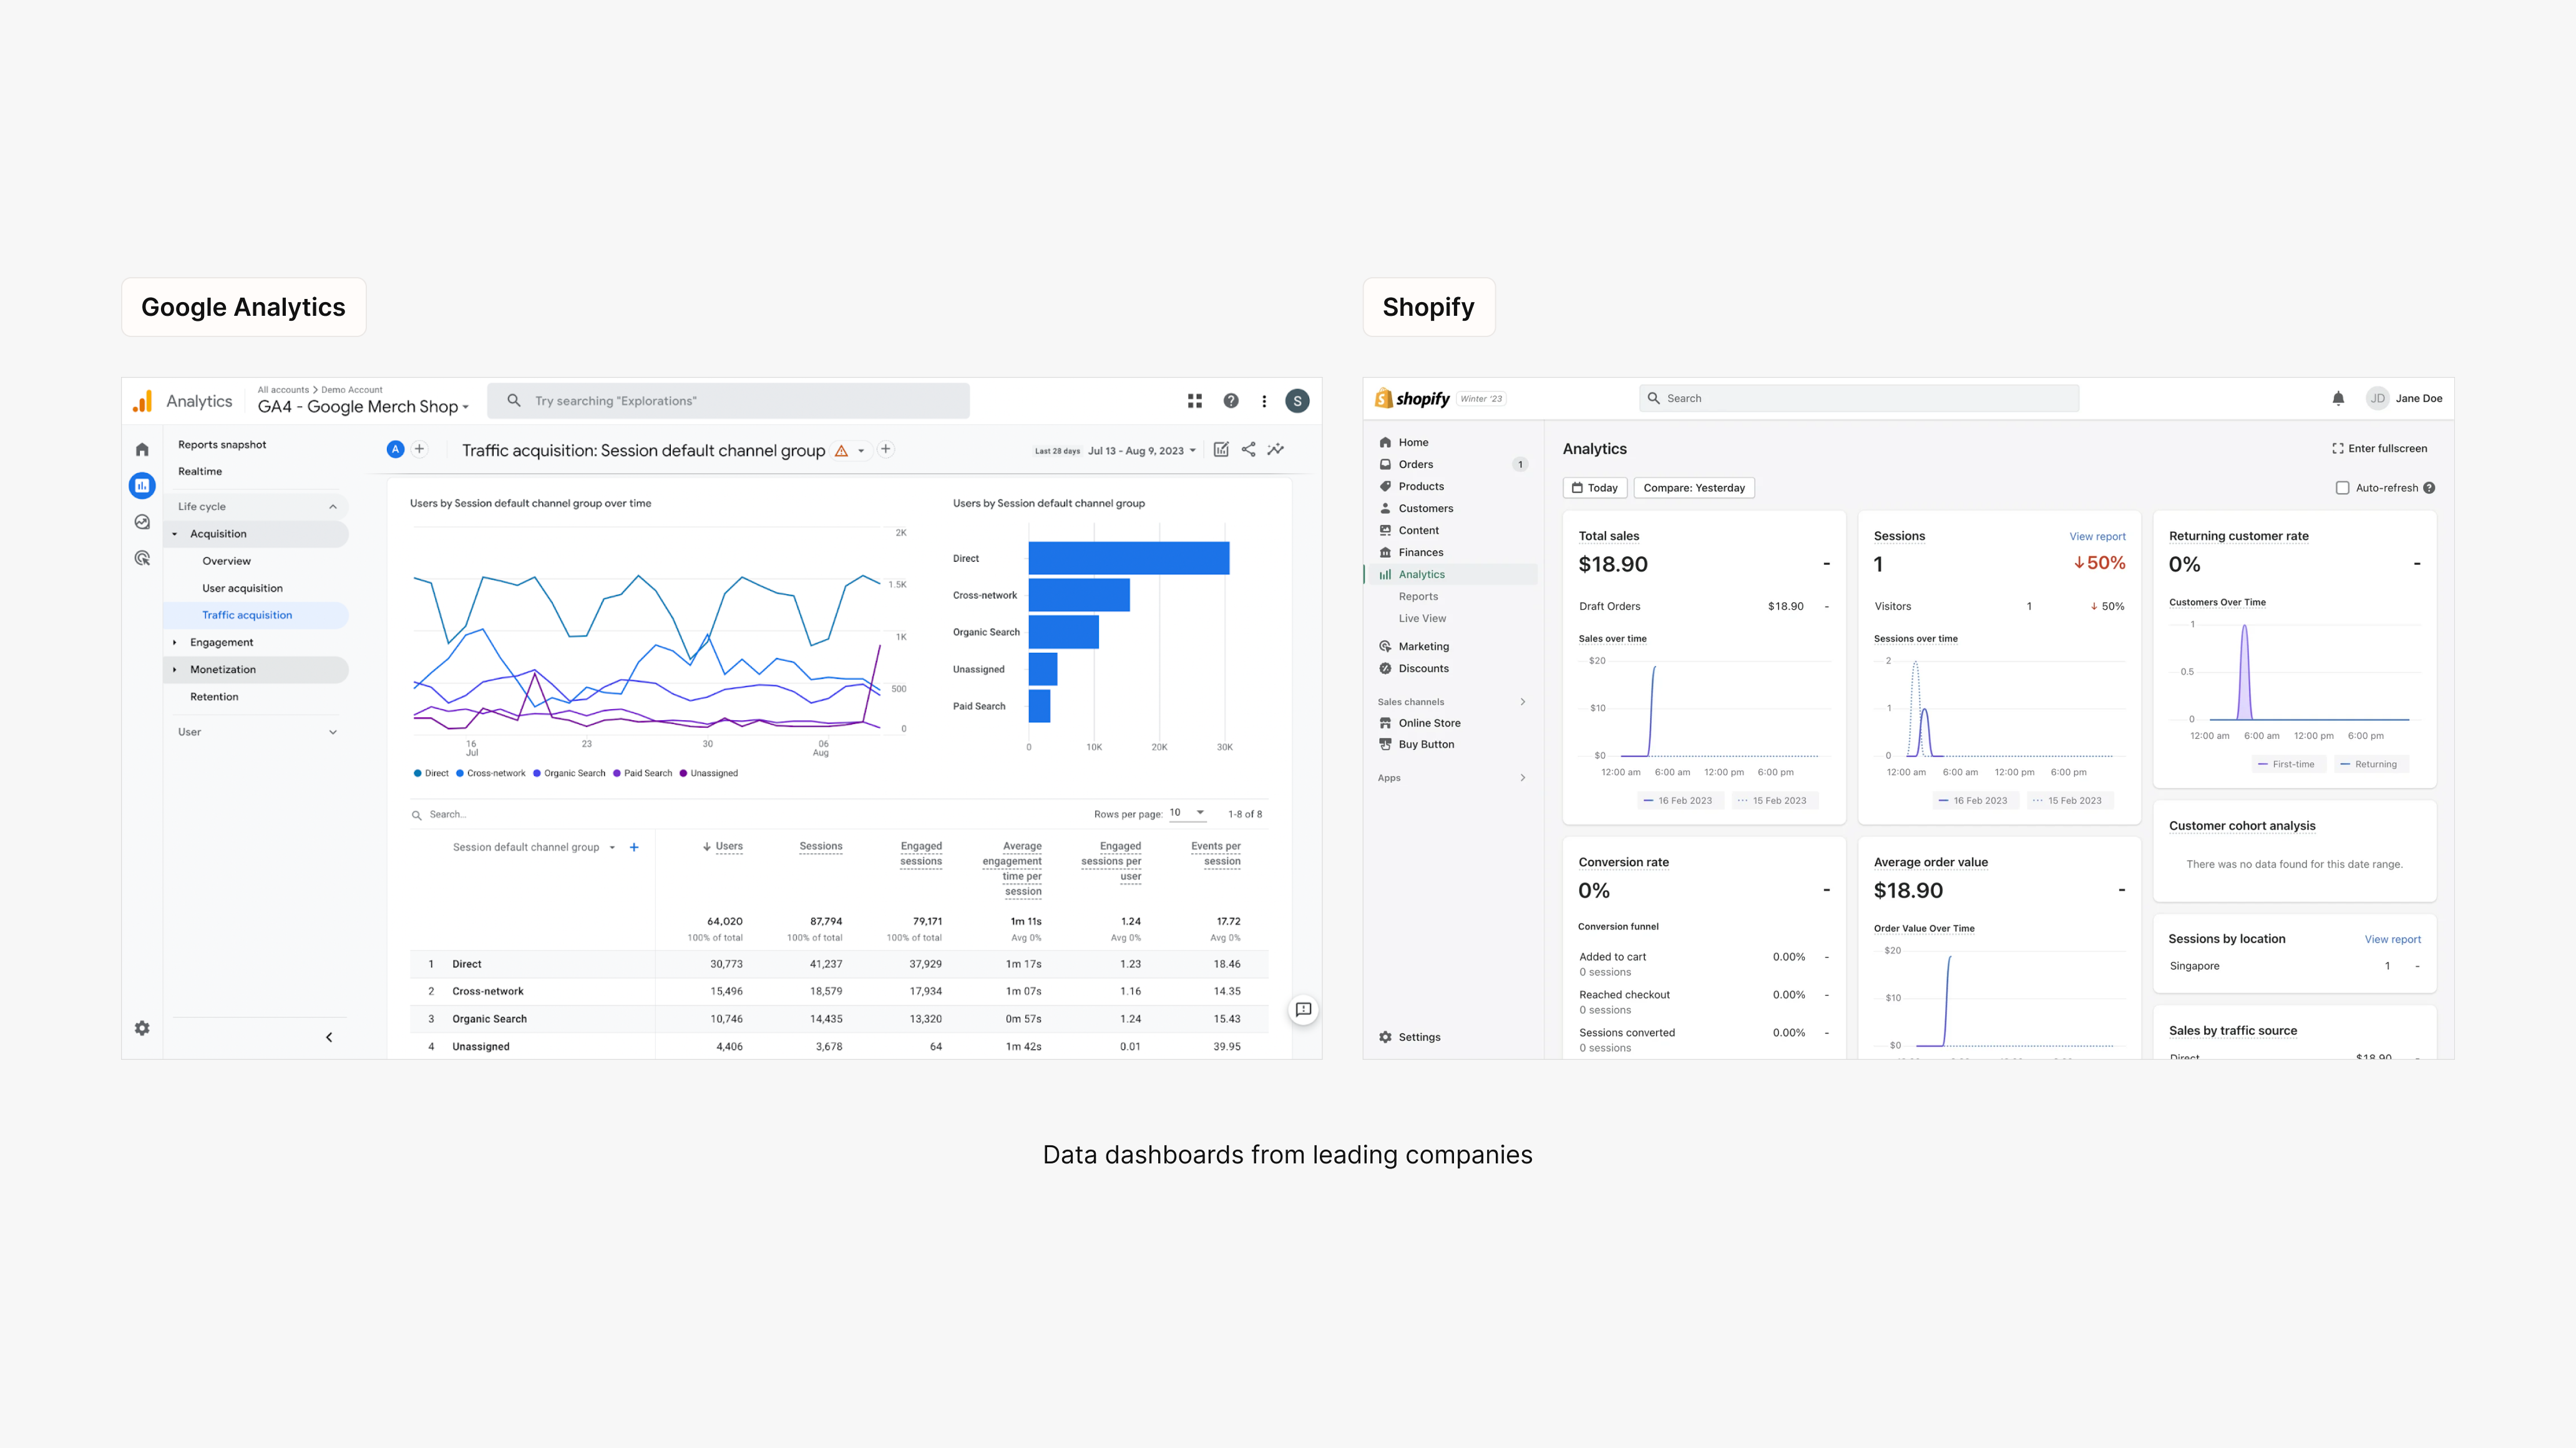 Google Analytics
Shopify
Analytics
All accounts > Demo Account
GA4 - Google Merch Shop
Try searching "Explorations"
S
Reports snapshot
Realtime
Life cycle
Acquisition
Overview
User acquisition
Traffic acquisition
Engagement
Monetization
Retention
User
A
Traffic acquisition: Session default channel group
Last 28 days Jul 13 - Aug 9, 2023
Users by Session default channel group over time
2K
1.5K
1K
500
0
16
Jul
23
30
06
Aug
Direct Cross-network Organic Search Paid Search Unassigned
Users by Session default channel group
Direct
Cross-network
Organic Search
Unassigned
Paid Search
0 10K 20K 30K
Search...
Rows per page: 10 1-8 of 8
Session default channel group
Users
Sessions
Engaged sessions
Average engagement time per session
Engaged sessions per user
Events per session
64,020 87,794 79,171 1m 11s 1.24 17.72
100% of total 100% of total 100% of total Avg 0% Avg 0% Avg 0%
1 Direct 30,773 41,237 37,929 1m 17s 1.23 18.46
2 Cross-network 15,496 18,579 17,934 1m 07s 1.16 14.35
3 Organic Search 10,746 14,435 13,320 0m 57s 1.24 15.43
4 Unassigned 4,406 3,678 64 1m 42s 0.01 39.95
shopify Winter '23
Search
JD Jane Doe
Home
Orders 1
Products
Customers
Content
Finances
Analytics
Reports
Live View
Marketing
Discounts
Sales channels
Online Store
Buy Button
Apps
Settings
Analytics
Enter fullscreen
Today
Compare: Yesterday
Auto-refresh
Total sales
$18.90 -
Draft Orders $18.90 -
Sales over time
$20
$10
$0
12:00 am 6:00 am 12:00 pm 6:00 pm
16 Feb 2023 15 Feb 2023
Sessions View report
1 ↓50%
Visitors 1 ↓ 50%
Sessions over time
2
1
0
12:00 am 6:00 am 12:00 pm 6:00 pm
16 Feb 2023 15 Feb 2023
Returning customer rate
0% -
Customers Over Time
1
0.5
0
12:00 am 6:00 am 12:00 pm 6:00 pm
First-time Returning
Conversion rate
0% -
Conversion funnel
Added to cart 0.00% -
0 sessions
Reached checkout 0.00% -
0 sessions
Sessions converted 0.00% -
0 sessions
Average order value
$18.90 -
Order Value Over Time
$20
$10
$0
Customer cohort analysis
There was no data found for this date range.
Sessions by location View report
Singapore 1 -
Sales by traffic source
Direct $18.90 -
Data dashboards from leading companies